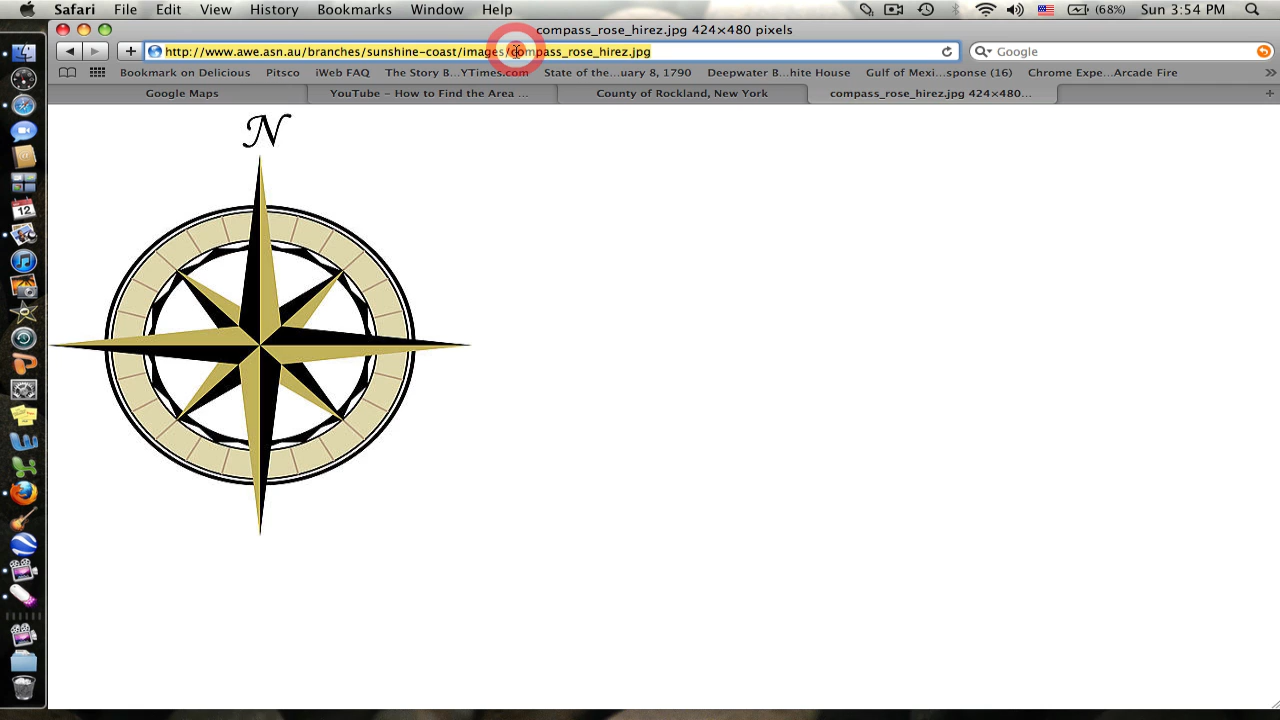 Safari File Edit View History Bookmarks Window Help (68%) Sun 3:54 PM
compass_rose_hirez.jpg 424×480 pixels
http://www.awe.asn.au/branches/sunshine-coast/images/compass_rose_hirez.jpg Google
Bookmark on Delicious Pitsco iWeb FAQ The Story B...YTimes.com State of the...uary 8, 1790 Deepwater B...hite House Gulf of Mexi...sponse (16) Chrome Expe...Arcade Fire
Google Maps YouTube – How to Find the Area ... County of Rockland, New York compass_rose_hirez.jpg 424×480...
N
12